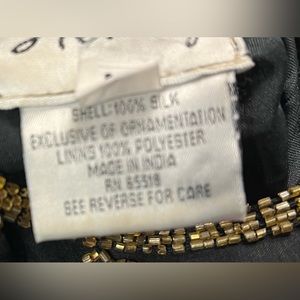 SHELL: 100% SILK
EXCLUSIVE OF ORNAMENTATION
LINING 100% POLYESTER
MADE IN INDIA
RN 65518
SEE REVERSE FOR CARE